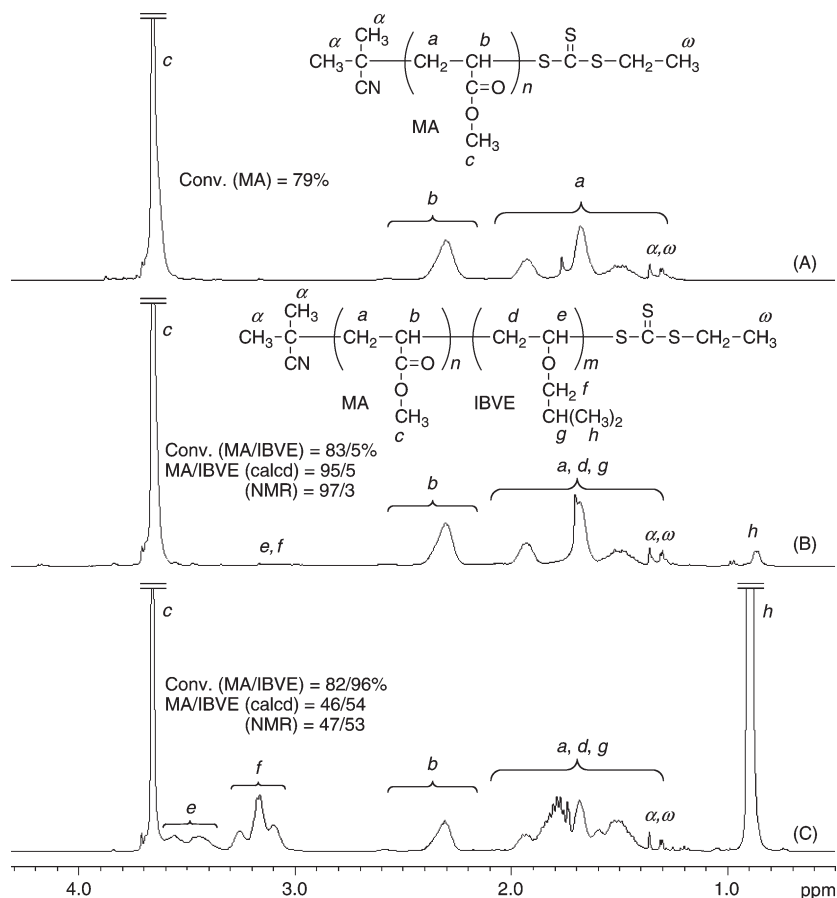 α
α CH₃ a b S ω
CH₃–C–(CH₂–CH)n–S–C–S–CH₂–CH₃
CN C=O
O
MA CH₃
c
c
Conv. (MA) = 79%
b
a
α,ω
(A)
α
α CH₃ a b d e S ω
CH₃–C–(CH₂–CH)n–(CH₂–CH)m–S–C–S–CH₂–CH₃
CN C=O O
O CH₂ f
MA CH₃ IBVE CH(CH₃)₂
c g h
c
Conv. (MA/IBVE) = 83/5%
MA/IBVE (calcd) = 95/5
(NMR) = 97/3
e, f
b
a, d, g
α,ω
h
(B)
c
h
Conv. (MA/IBVE) = 82/96%
MA/IBVE (calcd) = 46/54
(NMR) = 47/53
e
f
b
a, d, g
α,ω
(C)
4.0 3.0 2.0 1.0 ppm